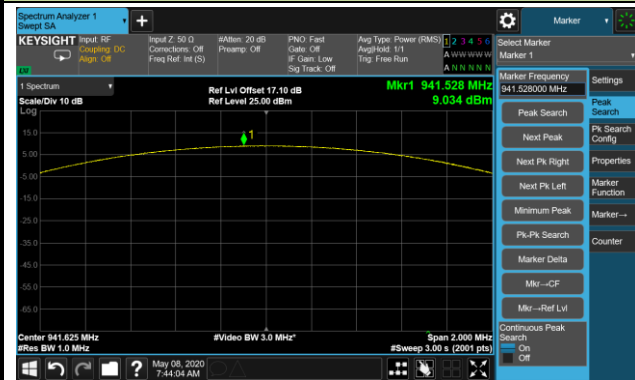 Spectrum Analyzer 1
Swept SA
Marker
KEYSIGHT
Input: RF
Coupling: DC
Align: Off
Input Z: 50 Ω
Corrections: Off
Freq Ref: Int (S)
#Atten: 20 dB
Preamp: Off
PNO: Fast
Gate: Off
IF Gain: Low
Sig Track: Off
Avg Type: Power (RMS)
Avg|Hold: 1/1
Trig: Free Run
1 2 3 4 5 6
A W W W W W
A N N N N N
Select Marker
Marker 1
1 Spectrum
Scale/Div 10 dB
Log
Ref Lvl Offset 17.10 dB
Ref Level 25.00 dBm
Mkr1 941.528 MHz
9.034 dBm
1
15.0
5.00
-5.00
-15.0
-25.0
-35.0
-45.0
-55.0
-65.0
Center 941.625 MHz
#Res BW 1.0 MHz
#Video BW 3.0 MHz*
Span 2.000 MHz
#Sweep 3.00 s (2001 pts)
Marker Frequency
941.528000 MHz
Peak Search
Next Peak
Next Pk Right
Next Pk Left
Minimum Peak
Pk-Pk Search
Marker Delta
Mkr→CF
Mkr→Ref Lvl
Continuous Peak
Search
On
Off
Settings
Peak
Search
Pk Search
Config
Properties
Marker
Function
Marker→
Counter
?
May 08, 2020
7:44:04 AM